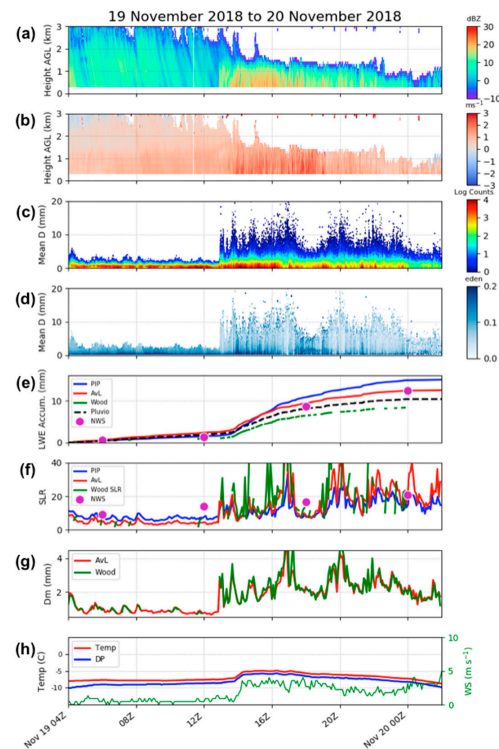 19 November 2018 to 20 November 2018
(a)
Height AGL (km)
3
2
1
0
dBZ
30
20
10
0
−10
(b)
Height AGL (km)
3
2
1
0
ms⁻¹
3
2
1
0
−1
−2
−3
(c)
Mean D (mm)
20
10
0
Log Counts
4
3
2
1
0
(d)
Mean D (mm)
20
10
0
eden
0.2
0.1
0.0
(e)
LWE Accum. (mm)
10
0
PIP
AvL
Wood
Pluvio
NWS
(f)
SLR
40
20
0
PIP
AvL
Wood SLR
NWS
(g)
Dm (mm)
4
2
AvL
Wood
(h)
Temp (C)
0
-5
-10
Temp
DP
10
5
0
WS (m s⁻¹)
Nov 19 04Z
08Z
12Z
16Z
20Z
Nov 20 00Z